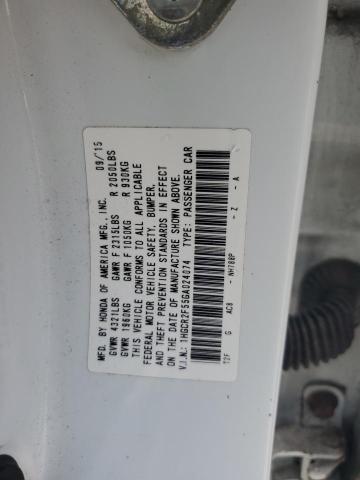 MFD. BY HONDA OF AMERICA MFG., INC. 09/15
GVWR 4321LBS GAWR F 2315LBS R 2050LBS
GVWR 1960KG GAWR F 1050KG R 930KG
THIS VEHICLE CONFORMS TO ALL APPLICABLE
FEDERAL MOTOR VEHICLE SAFETY, BUMPER,
AND THEFT PREVENTION STANDARDS IN EFFECT
ON THE DATE OF MANUFACTURE SHOWN ABOVE.
V.I.N.: 1HGCR2F55GA024074 TYPE: PASSENGER CAR
T2F G AC8 - NH788P - Z - A